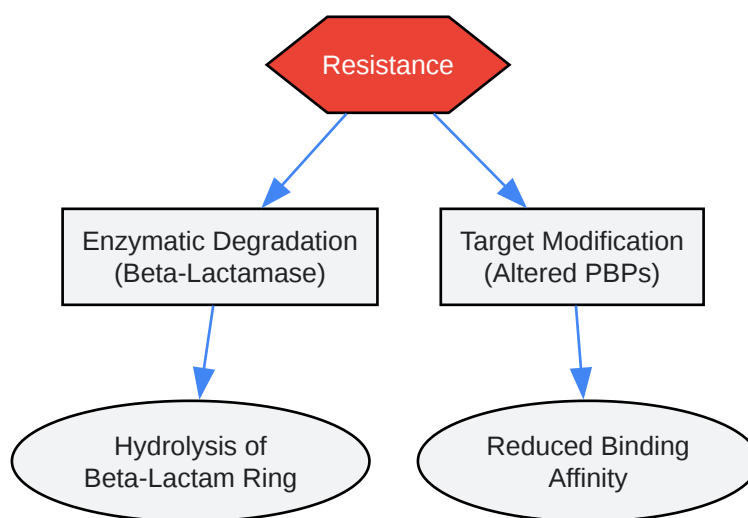 Resistance
Enzymatic Degradation
(Beta-Lactamase)
Target Modification
(Altered PBPs)
Hydrolysis of
Beta-Lactam Ring
Reduced Binding
Affinity